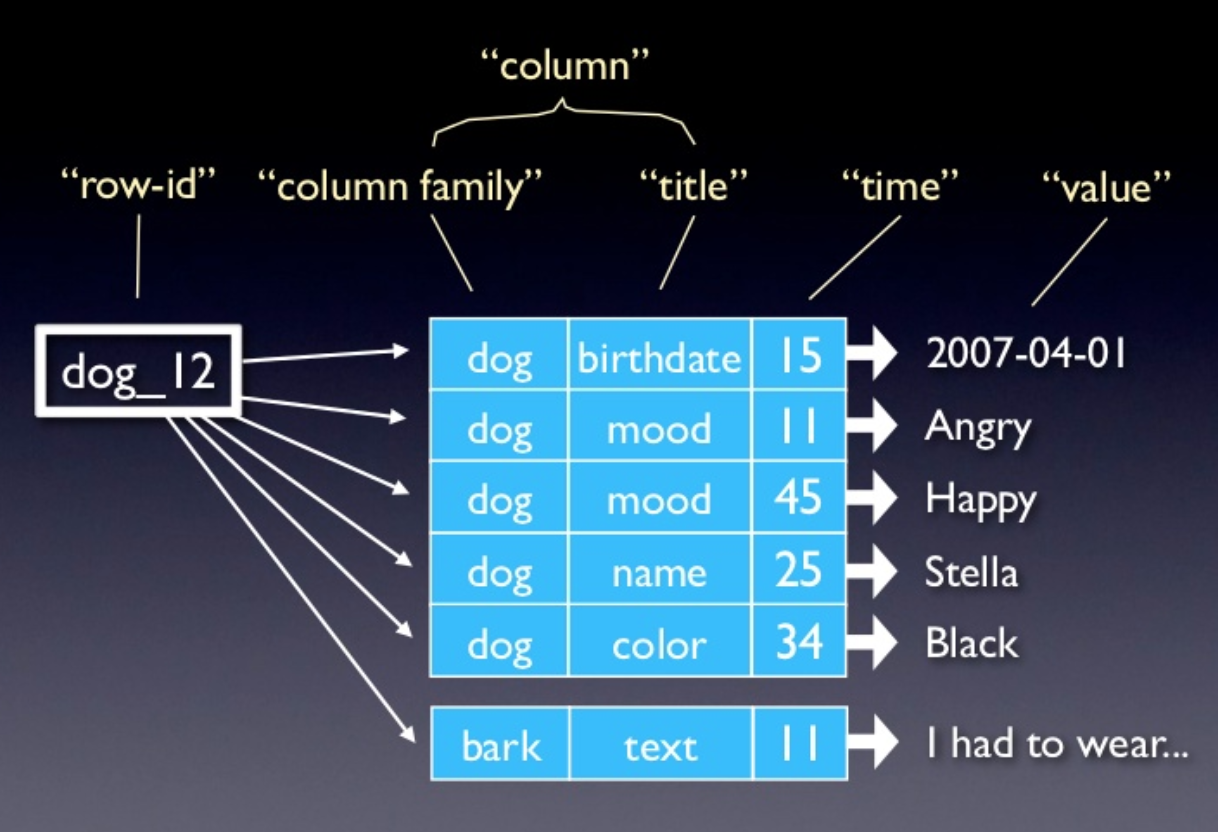 “column”
“row-id” “column family” “title” “time” “value”
dog_12
dog birthdate 15 2007-04-01
dog mood 11 Angry
dog mood 45 Happy
dog name 25 Stella
dog color 34 Black
bark text 11 I had to wear...